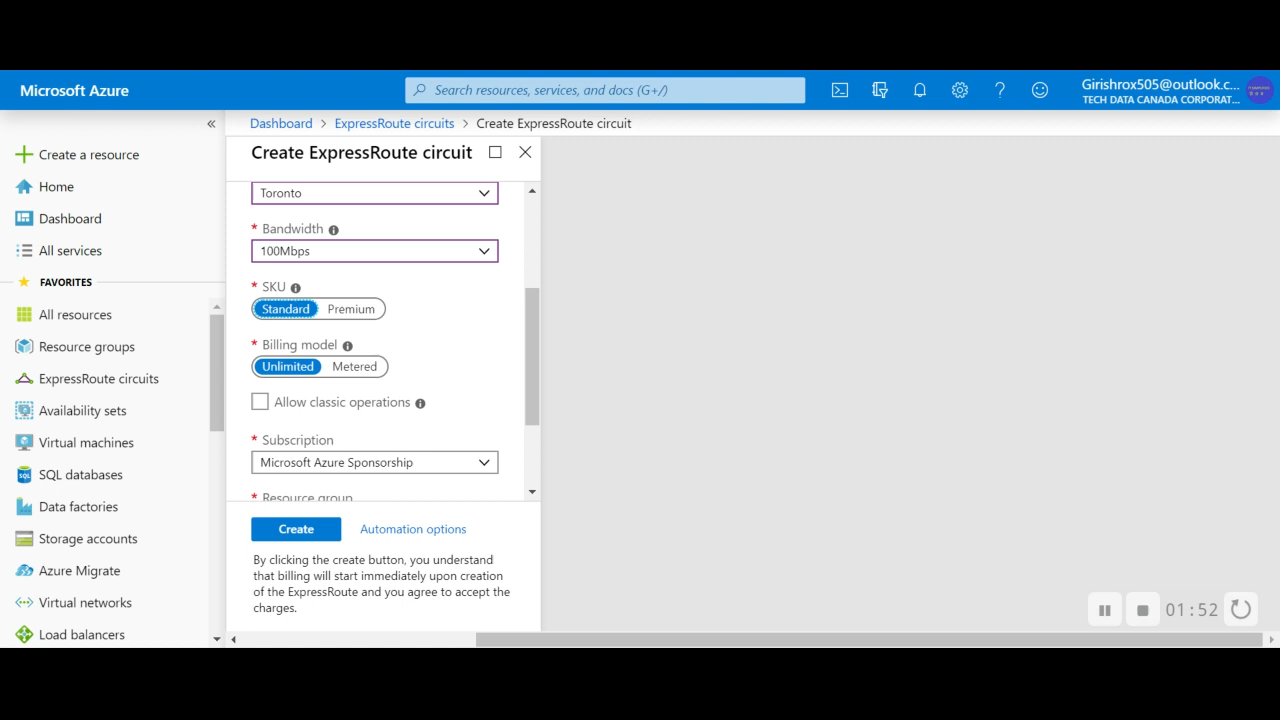 Microsoft Azure
Search resources, services, and docs (G+/)
Girishrox505@outlook.c...
TECH DATA CANADA CORPORAT...
Dashboard > ExpressRoute circuits > Create ExpressRoute circuit
«
Create a resource
Home
Dashboard
All services
FAVORITES
All resources
Resource groups
ExpressRoute circuits
Availability sets
Virtual machines
SQL databases
Data factories
Storage accounts
Azure Migrate
Virtual networks
Load balancers
Create ExpressRoute circuit
Toronto
* Bandwidth
100Mbps
* SKU
Standard Premium
* Billing model
Unlimited Metered
Allow classic operations
* Subscription
Microsoft Azure Sponsorship
* Resource group
Create Automation options
By clicking the create button, you understand
that billing will start immediately upon creation
of the ExpressRoute and you agree to accept the
charges.
01:52